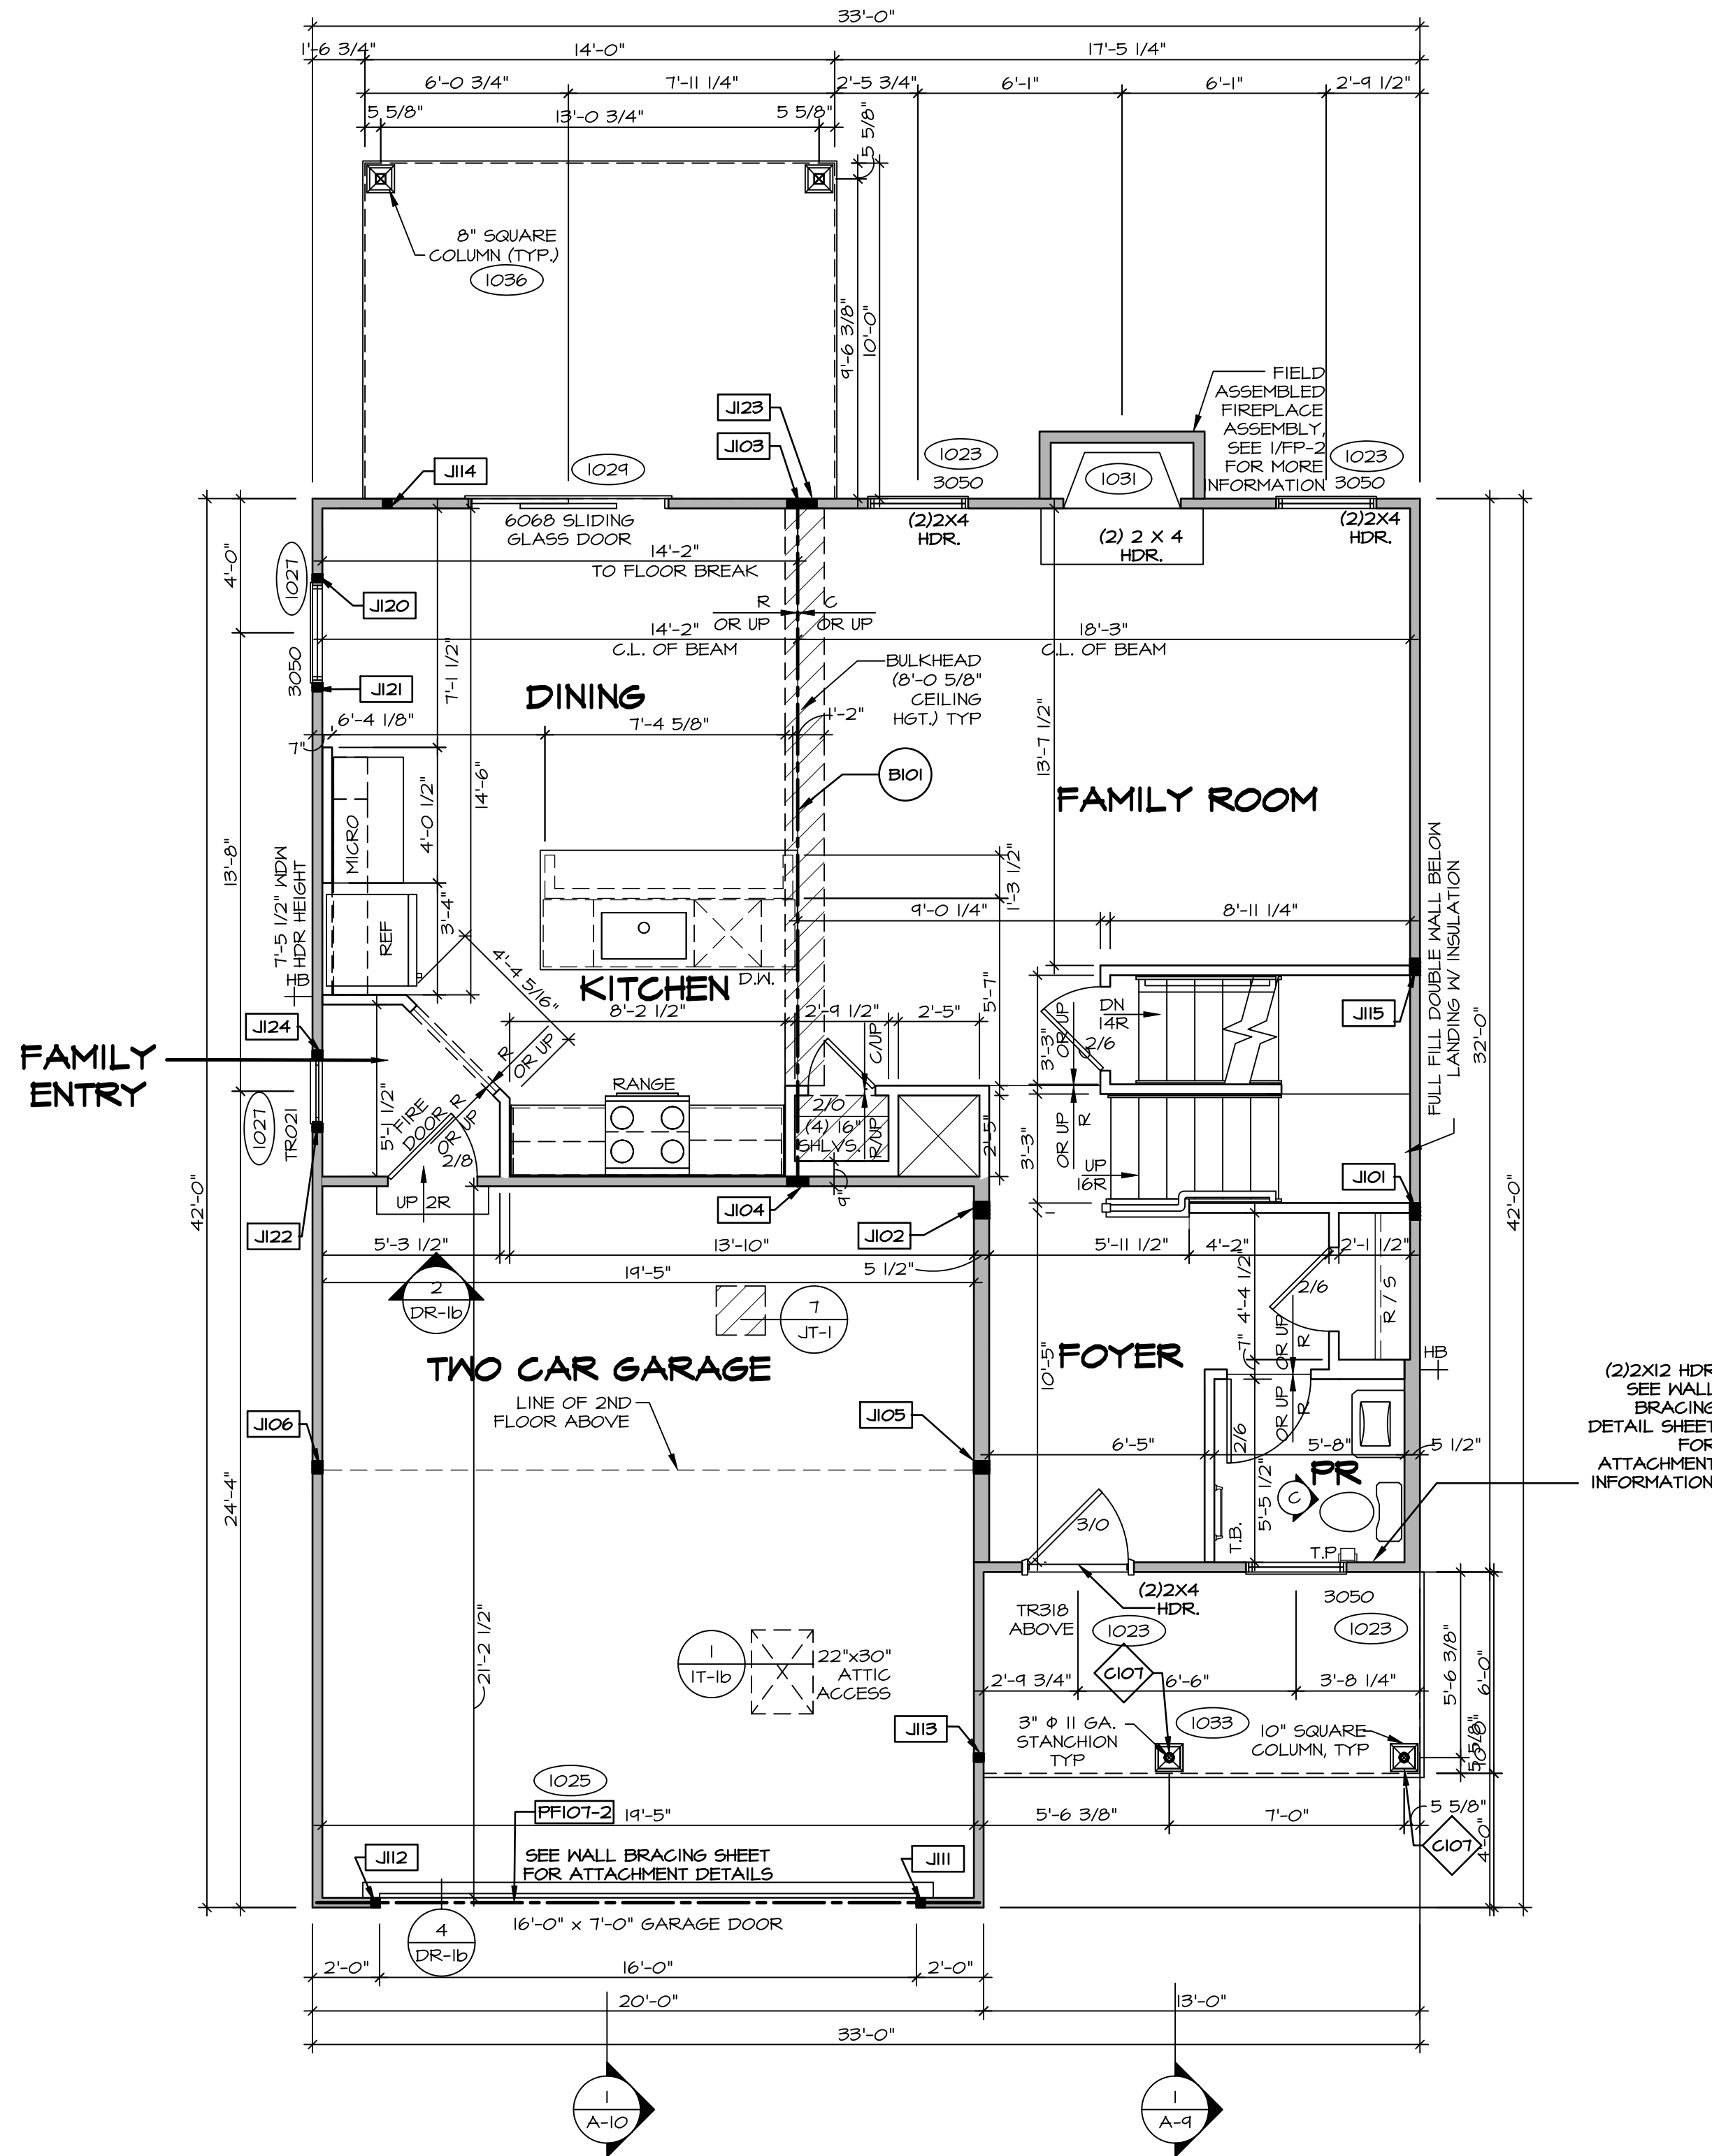 33'-0"
1'-6 3/4"
14'-0"
17'-5 1/4"
6'-0 3/4"
7'-11 1/4"
2'-5 3/4"
6'-1"
6'-1"
2'-9 1/2"
5 5/8"
13'-0 3/4"
5 5/8"
5 5/8"
8" SQUARE
COLUMN (TYP.)
1036
9'-6 3/8"
10'-0"
FIELD
ASSEMBLED
FIREPLACE
ASSEMBLY,
SEE 1/FP-2
FOR MORE
INFORMATION
J123
J103
J114
1029
1023
3050
1031
1023
3050
6068 SLIDING
GLASS DOOR
(2)2X4
HDR.
(2) 2 X 4
HDR.
(2)2X4
HDR.
4'-0"
1027
14'-2"
TO FLOOR BREAK
J120
R
OR UP
C
OR UP
14'-2"
C.L. OF BEAM
18'-3"
C.L. OF BEAM
3050
J121
7'-1 1/2"
DINING
BULKHEAD
(8'-0 5/8"
CEILING
HGT.) TYP
6'-4 1/8"
7'-4 5/8"
1'-2"
7"
13'-7 1/2"
B101
FAMILY ROOM
14'-6"
4'-0 1/2"
MICRO
13'-8"
7'-5 1/2" WDW
HDR HEIGHT
1'-3 1/2"
FULL FILL DOUBLE WALL BELOW
LANDING W/ INSULATION
9'-0 1/4"
8'-11 1/4"
REF
3'-4"
4'-4 5/16"
D.W.
HB
KITCHEN
5'-7"
8'-2 1/2"
2'-9 1/2"
2'-5"
DN
14R
J115
J124
FAMILY
ENTRY
R
OR UP
C/UP
3'-3"
OR UP
C
2/6
32'-0"
RANGE
1027
TR021
5'-1 1/2"
FIRE
DOOR
R
OR UP
2/8
2/0
(4) 16"
SHLVS.
R/UP
2'-5"
3'-3"
OR UP
R
UP
16R
J101
UP 2R
9"
42'-0"
42'-0"
J122
J104
J102
5'-3 1/2"
13'-10"
5 1/2"
5'-11 1/2"
4'-2"
2'-1 1/2"
19'-5"
2
DR-1b
7
JT-1
2/6
R / S
4'-4 1/2"
7"
OR UP
R
TWO CAR GARAGE
FOYER
10'-5"
HB
LINE OF 2ND
FLOOR ABOVE
(2)2X12 HDR
SEE WALL
BRACING
DETAIL SHEET
FOR
ATTACHMENT
INFORMATION
J106
J105
2/6
OR UP
R
6'-5"
5'-8"
5 1/2"
PR
C
24'-4"
5'-5 1/2"
3/0
T.B.
T.P
21'-2 1/2"
(2)2X4
HDR.
3050
TR318
ABOVE
1023
1023
1
1T-1b
22"x30"
ATTIC
ACCESS
C107
2'-9 3/4"
6'-6"
3'-8 1/4"
5'-6 3/8"
6'-0"
J113
3" Φ 11 GA.
STANCHION
TYP
1033
10" SQUARE
COLUMN, TYP
5 5/8"
1025
PF107-2
19'-5"
5'-6 3/8"
7'-0"
5 5/8"
4'-0"
C107
J112
SEE WALL BRACING SHEET
FOR ATTACHMENT DETAILS
J111
16'-0" x 7'-0" GARAGE DOOR
4
DR-1b
2'-0"
16'-0"
2'-0"
20'-0"
13'-0"
33'-0"
1
A-10
1
A-9